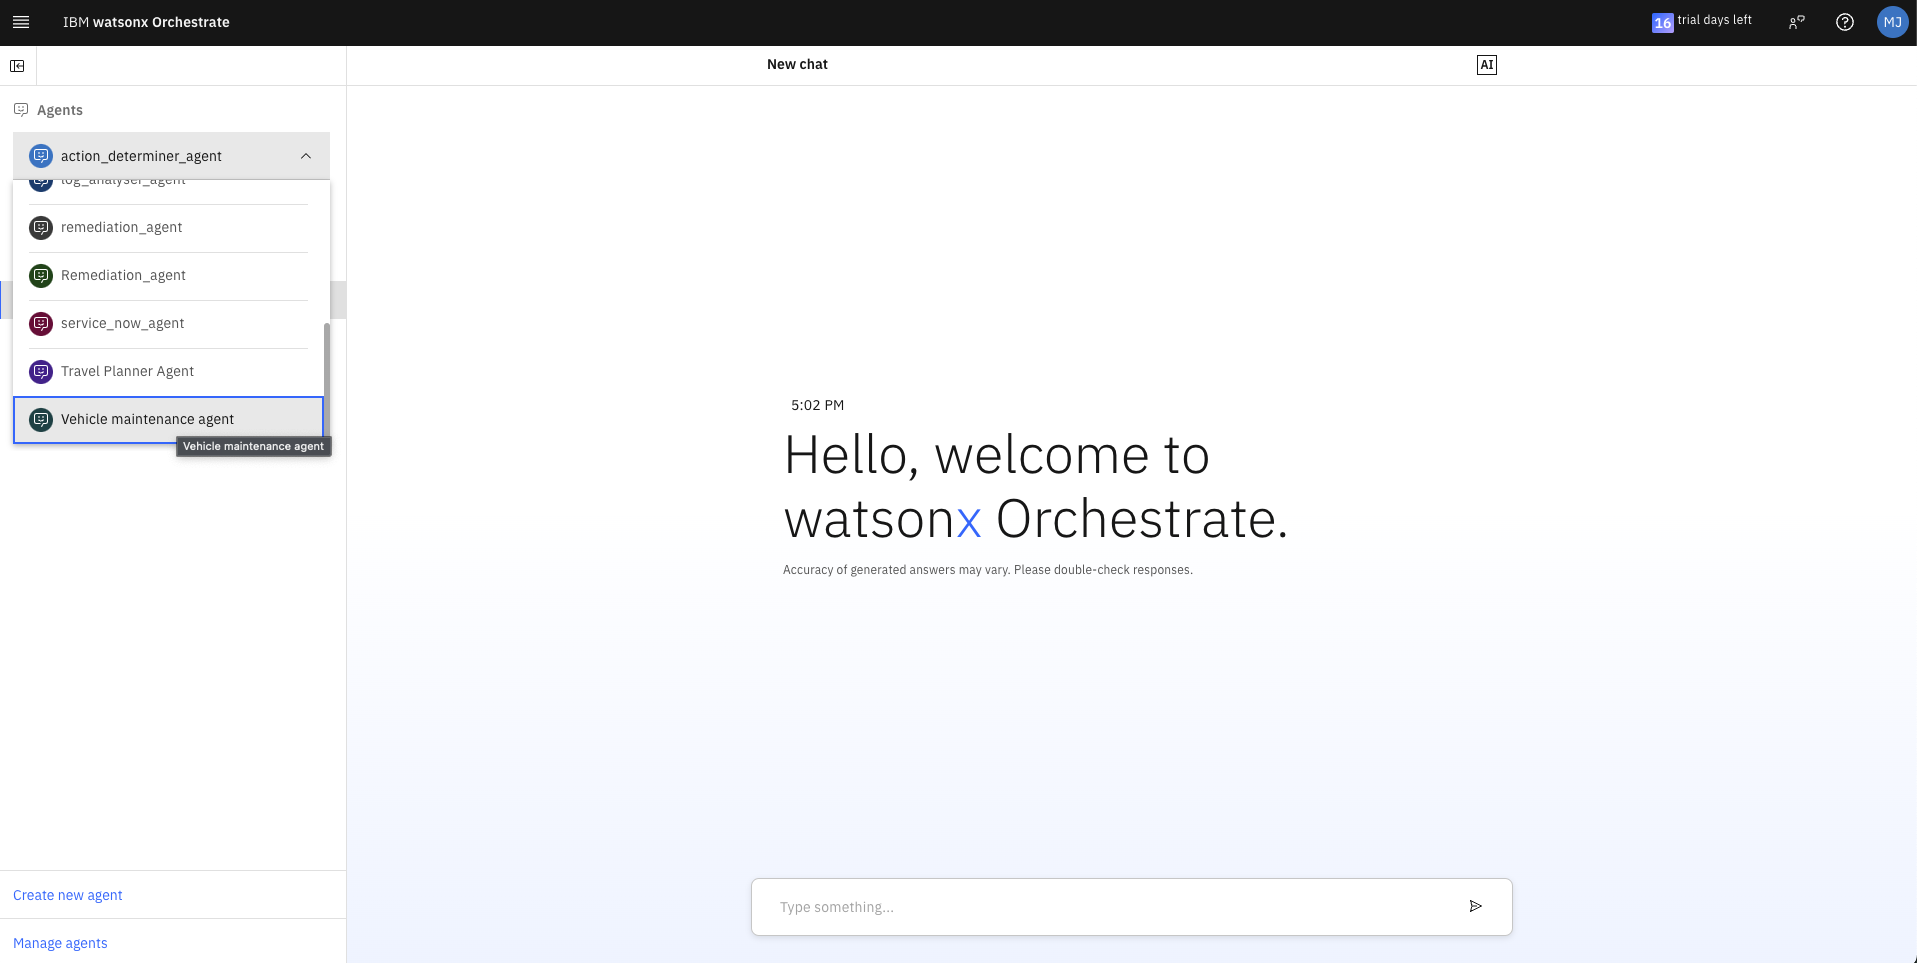 IBM watsonx Orchestrate
16 trial days left
MJ
New chat
AI
Agents
action_determiner_agent
log_analyser_agent
remediation_agent
Remediation_agent
service_now_agent
Travel Planner Agent
Vehicle maintenance agent
Vehicle maintenance agent
5:02 PM
Hello, welcome to
watsonx Orchestrate.
Accuracy of generated answers may vary. Please double-check responses.
Create new agent
Type something...
Manage agents